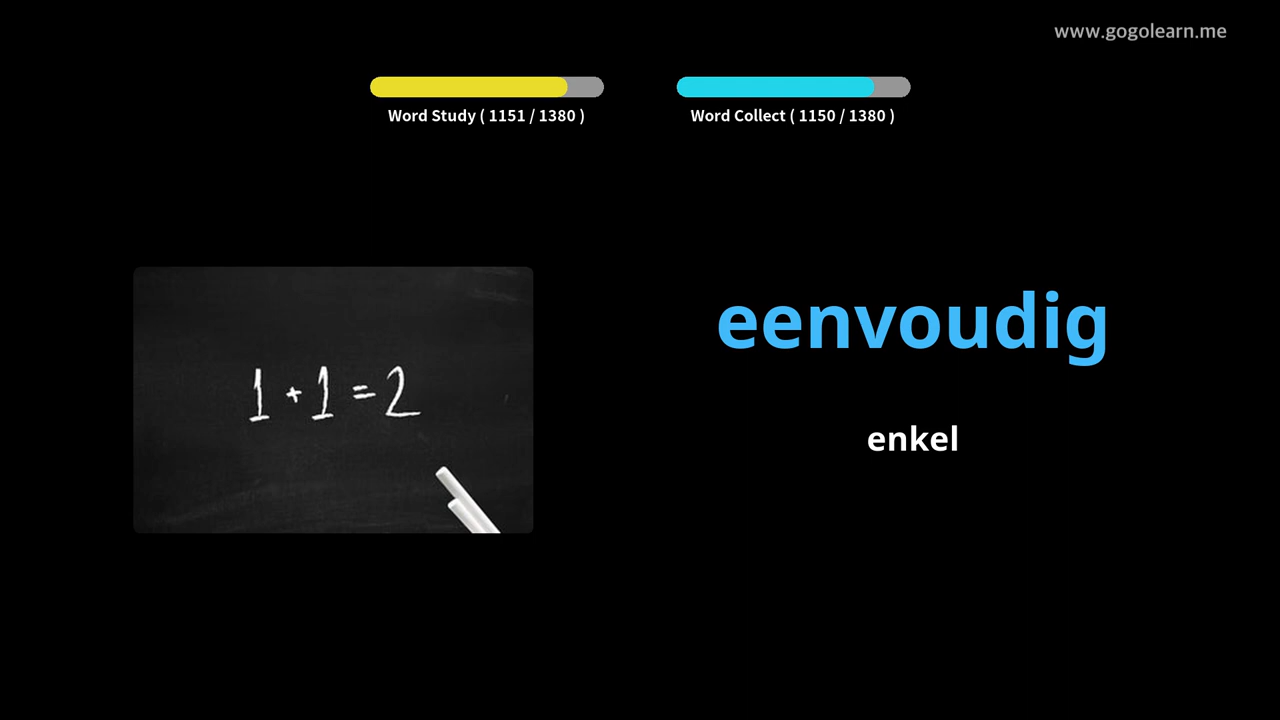 www.gogolearn.me
Word Study ( 1151 / 1380 )
Word Collect ( 1150 / 1380 )
1 + 1 = 2
eenvoudig
enkel